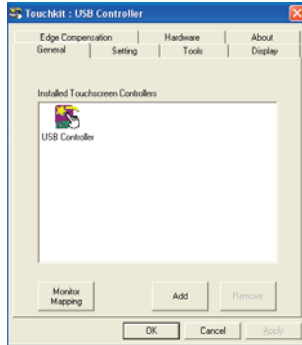 Touchkit : USB Controller
Edge Compensation Hardware About
General Setting Tools Display
Installed Touchscreen Controllers
USB Controller
Monitor
Mapping
Add Remove
OK Cancel Apply